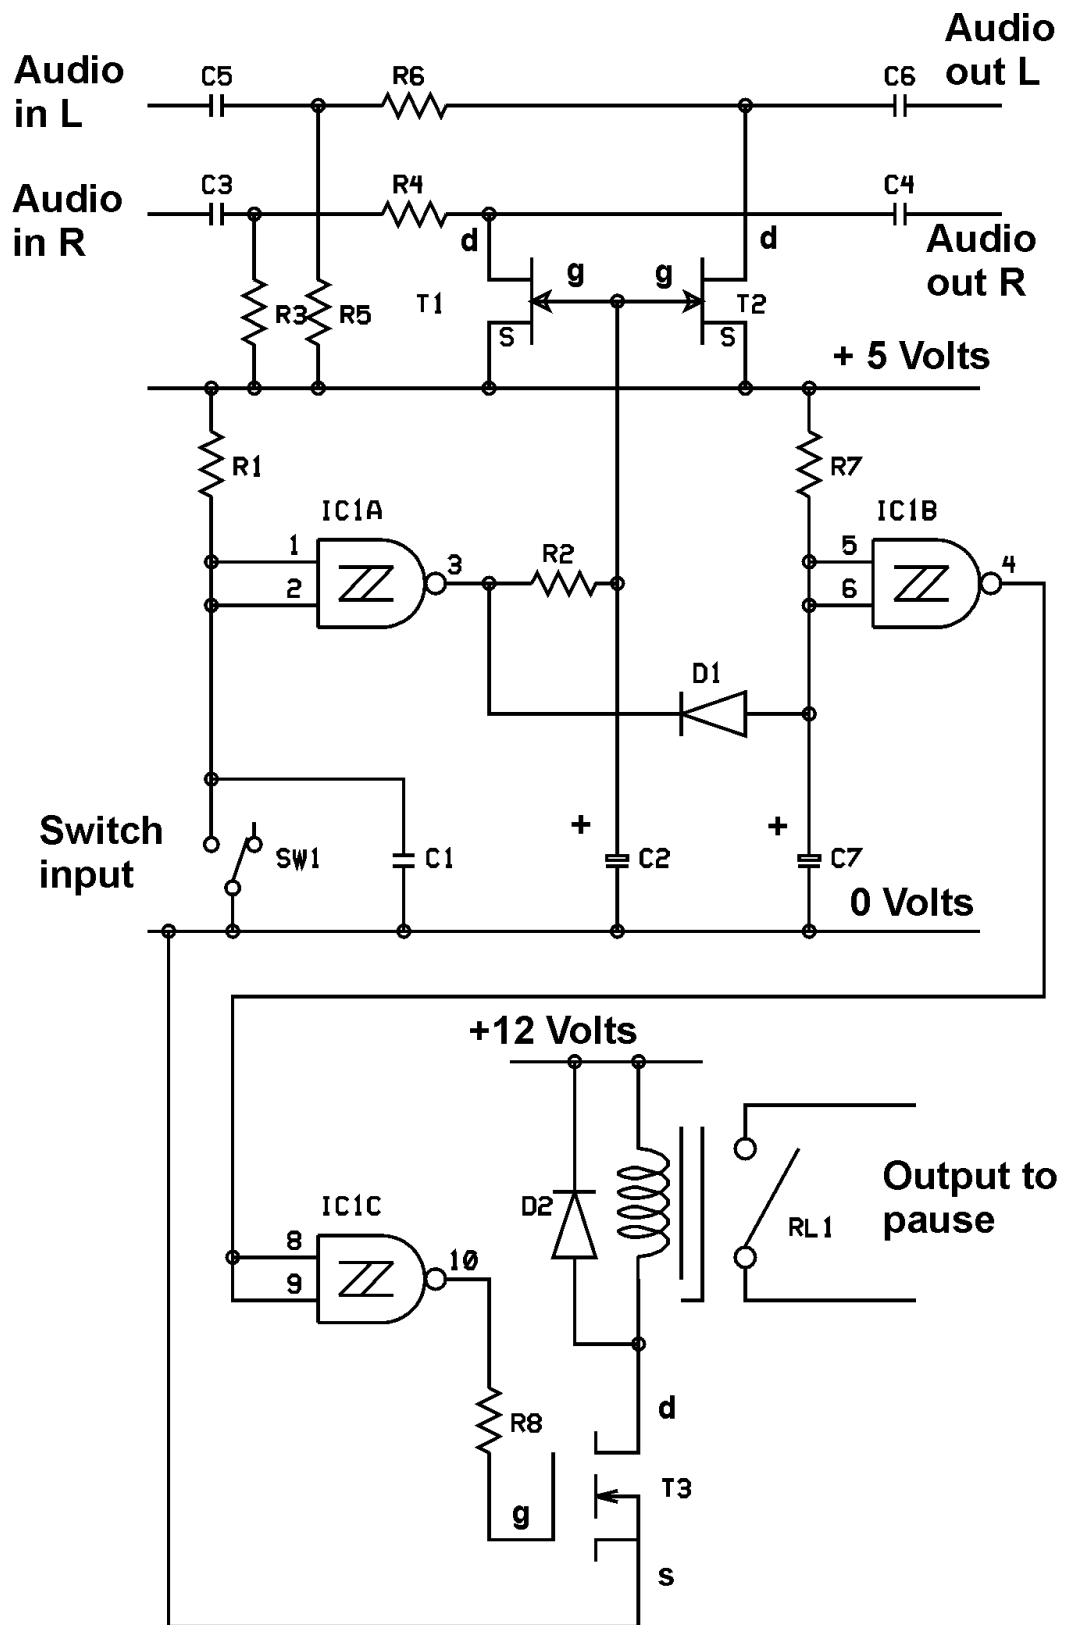 Audio
in L
C5
R6
C6
Audio
out L
Audio
in R
C3
R4
C4
Audio
out R
d
d
g
g
R3
R5
T1
T2
S
S
+ 5 Volts
R1
R7
IC1A
IC1B
1
2
3
R2
5
6
4
D1
Switch
input
SW1
C1
+
C2
+
C7
0 Volts
+12 Volts
IC1C
8
9
10
D2
RL1
Output to
pause
R8
d
T3
g
s